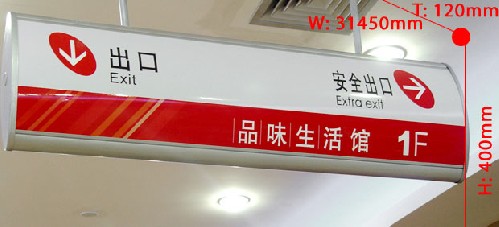 T: 120mm
W: 31450mm
出口
Exit
安全出口
Extra exit
品味生活馆 1F
H: 400mm